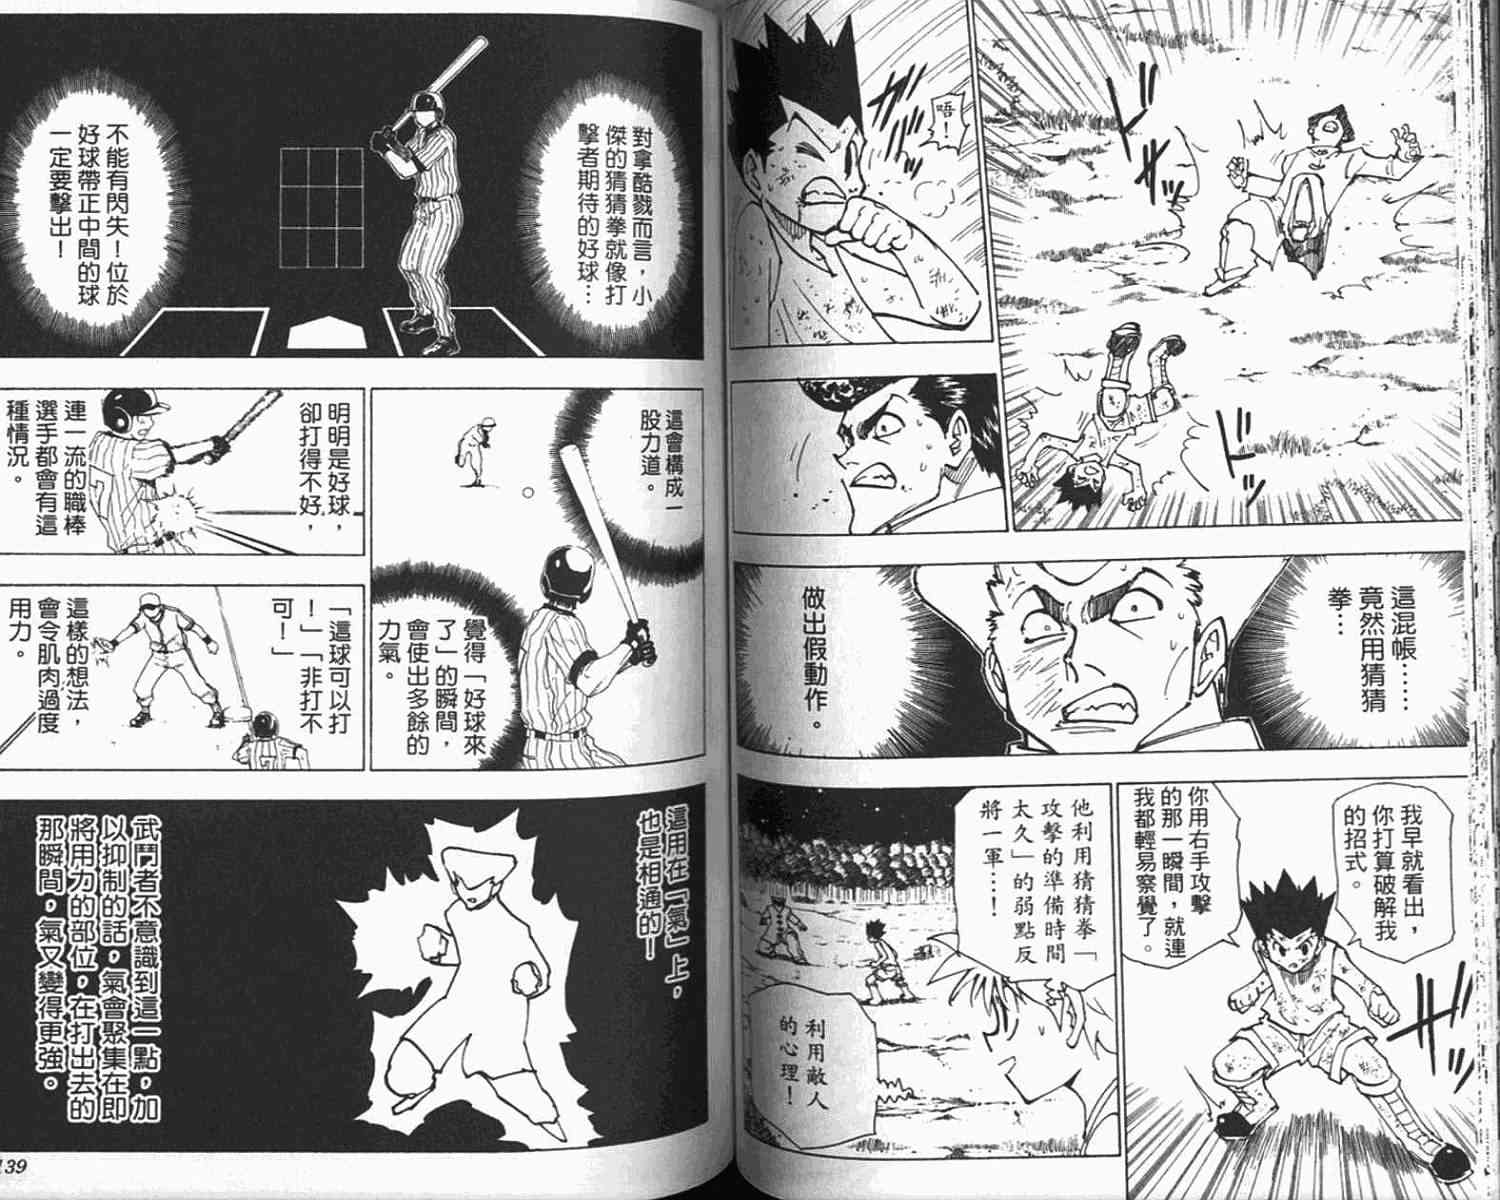 唔！
這混帳……
竟然用猜猜
拳…
做出假動作。
我早就看出，
你打算破解我
的招式。
你用右手攻擊
的那一瞬間，就連
我都輕易察覺了。
他利用猜猜拳「
攻擊的準備時間
太久」的弱點反
將一軍…！
利用敵人
的心理！
對拿酷戮而言，小
傑的猜猜拳就像打
擊者期待的好球…
不能有閃失！位於
好球帶正中間的球
一定要擊出！
這會構成一
股力道。
覺得「好球來
了」的瞬間，
會使出多餘的
力氣。
明明是好球，
卻打得不好，
連一流的職棒
選手都會有這
種情況。
「這球可以打
！」「非打不
可！」
這樣的想法，
會令肌肉過度
用力。
這用在「氣」上，
也是相通的！
武鬥者不意識到這一點，加
以抑制的話，氣會聚集在即
將用力的部位，在打出去的
那瞬間，氣又變得更強。
139